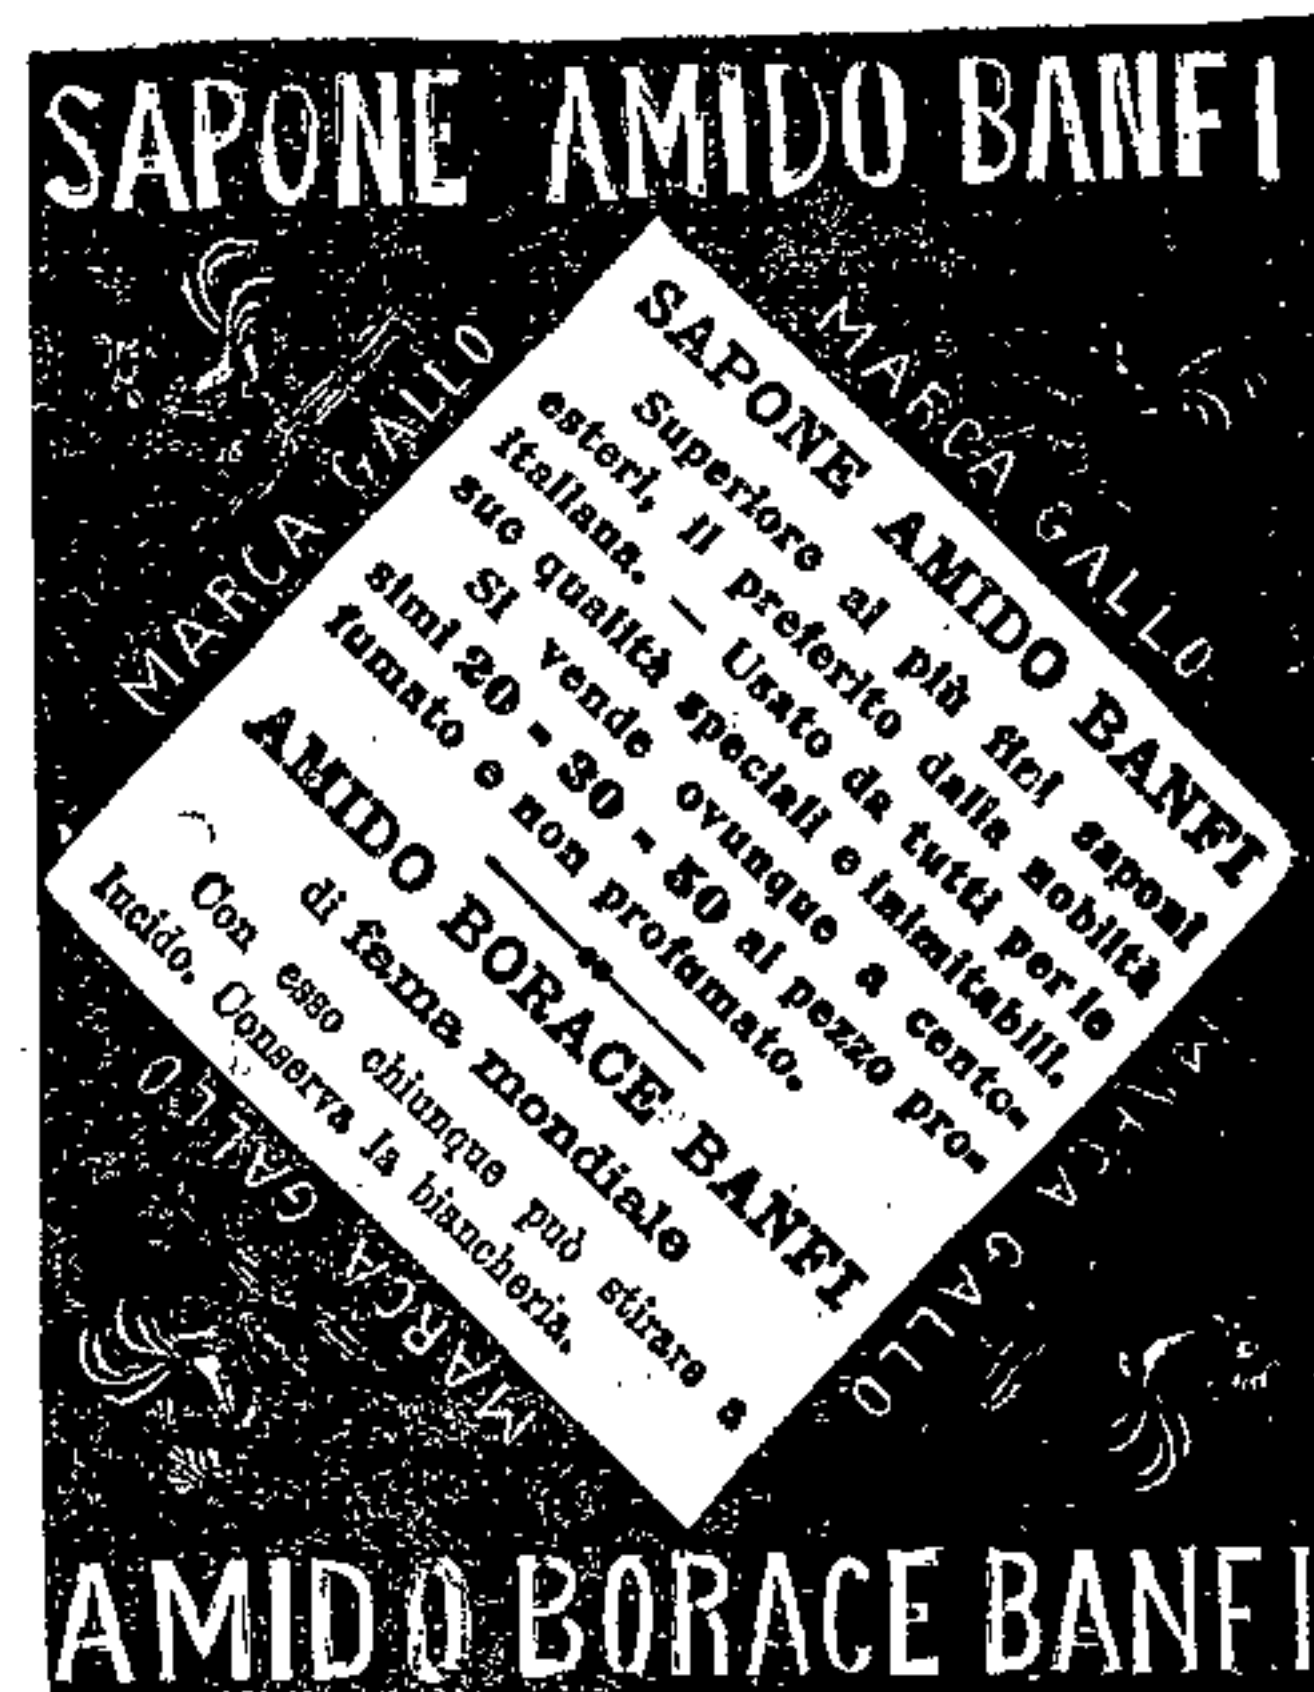 SAPONE AMIDO BANFI
MARCA GALLO
MARCA GALLO
SAPONE AMIDO BANFI
Superiore ai più fini saponi
esteri, il preferito dalla nobiltà
italiana. — Usato da tutti per le
sue qualità speciali e inimitabili.
Si vende ovunque a cente-
simi 20 - 30 - 50 al pezzo pro-
fumato e non profumato.
AMIDO BORACE BANFI
di fama mondiale
Con esso chiunque può stirare a
lucido. Conserva la biancheria.
MARCA GALLO
MARCA GALLO
AMIDO BORACE BANFI